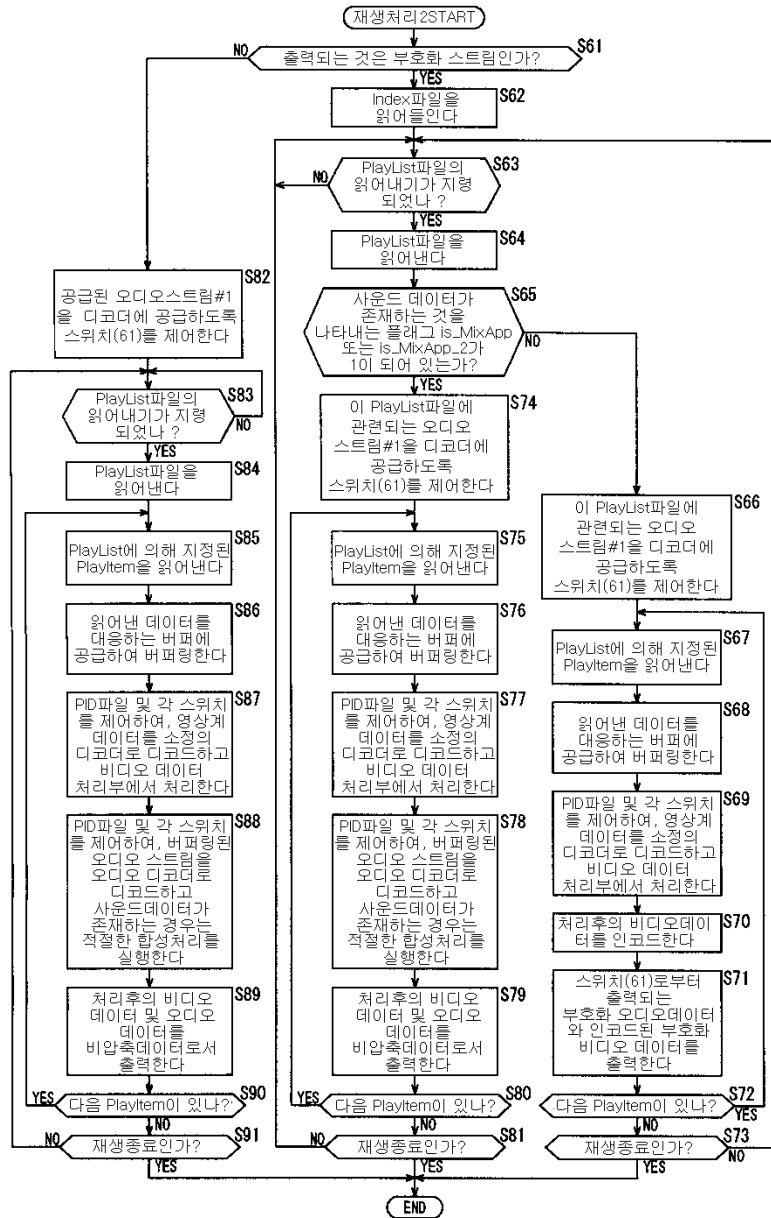 재생처리2START
S61
출력되는 것은 부호화 스트림인가?
NO
YES
S62
Index파일을
읽어들인다
S63
PlayList파일의
읽어내기가 지령
되었나 ?
NO
YES
S64
PlayList파일을
읽어낸다
S65
사운드 데이터가
존재하는 것을
나타내는 플래그 is_MixApp
또는 is_MixApp_2가
1이 되어 있는가?
NO
YES
S82
공급된 오디오스트림#1
을 디코더에 공급하도록
스위치(61)를 제어한다
S83
PlayList파일의
읽어내기가 지령
되었나 ?
NO
YES
S84
PlayList파일을
읽어낸다
S85
PlayList에 의해 지정된
PlayItem을 읽어낸다
S86
읽어낸 데이터를
대응하는 버퍼에
공급하여 버퍼링한다
S87
PID파일 및 각 스위치
를 제어하여, 영상계
데이터를 소정의
디코더로 디코드하고
비디오 데이터
처리부에서 처리한다
S88
PID파일 및 각 스위치
를 제어하여, 버퍼링된
오디오 스트림을
오디오 디코더로
디코드하고
사운드데이터가
존재하는 경우는
적절한 합성처리를
실행한다
S89
처리후의 비디오
데이터 및 오디오
데이터를
비압축데이터로서
출력한다
S90
다음 PlayItem이 있나?
YES
NO
S91
재생종료인가?
NO
YES
S74
이 PlayList파일에
관련되는 오디오
스트림#1을 디코더에
공급하도록
스위치(61)를 제어한다
S75
PlayList에 의해 지정된
PlayItem을 읽어낸다
S76
읽어낸 데이터를
대응하는 버퍼에
공급하여 버퍼링한다
S77
PID파일 및 각 스위치
를 제어하여, 영상계
데이터를 소정의
디코더로 디코드하고
비디오 데이터
처리부에서 처리한다
S78
PID파일 및 각 스위치
를 제어하여, 버퍼링된
오디오 스트림을
오디오 디코더로
디코드하고
사운드데이터가
존재하는 경우는
적절한 합성처리를
실행한다
S79
처리후의 비디오
데이터 및 오디오
데이터를
비압축데이터로서
출력한다
S80
다음 PlayItem이 있나?
YES
NO
S81
재생종료인가?
NO
YES
S66
이 PlayList파일에
관련되는 오디오
스트림#1을 디코더에
공급하도록
스위치(61)를 제어한다
S67
PlayList에 의해 지정된
PlayItem을 읽어낸다
S68
읽어낸 데이터를
대응하는 버퍼에
공급하여 버퍼링한다
S69
PID파일 및 각 스위치
를 제어하여, 영상계
데이터를 소정의
디코더로 디코드하고
비디오 데이터
처리부에서 처리한다
S70
처리후의 비디오데이
터를 인코드한다
S71
스위치(61)로부터
출력되는
부호화 오디오데이터
와 인코드된 부호화
비디오 데이터를
출력한다
S72
다음 PlayItem이 있나?
YES
NO
S73
재생종료인가?
NO
YES
END